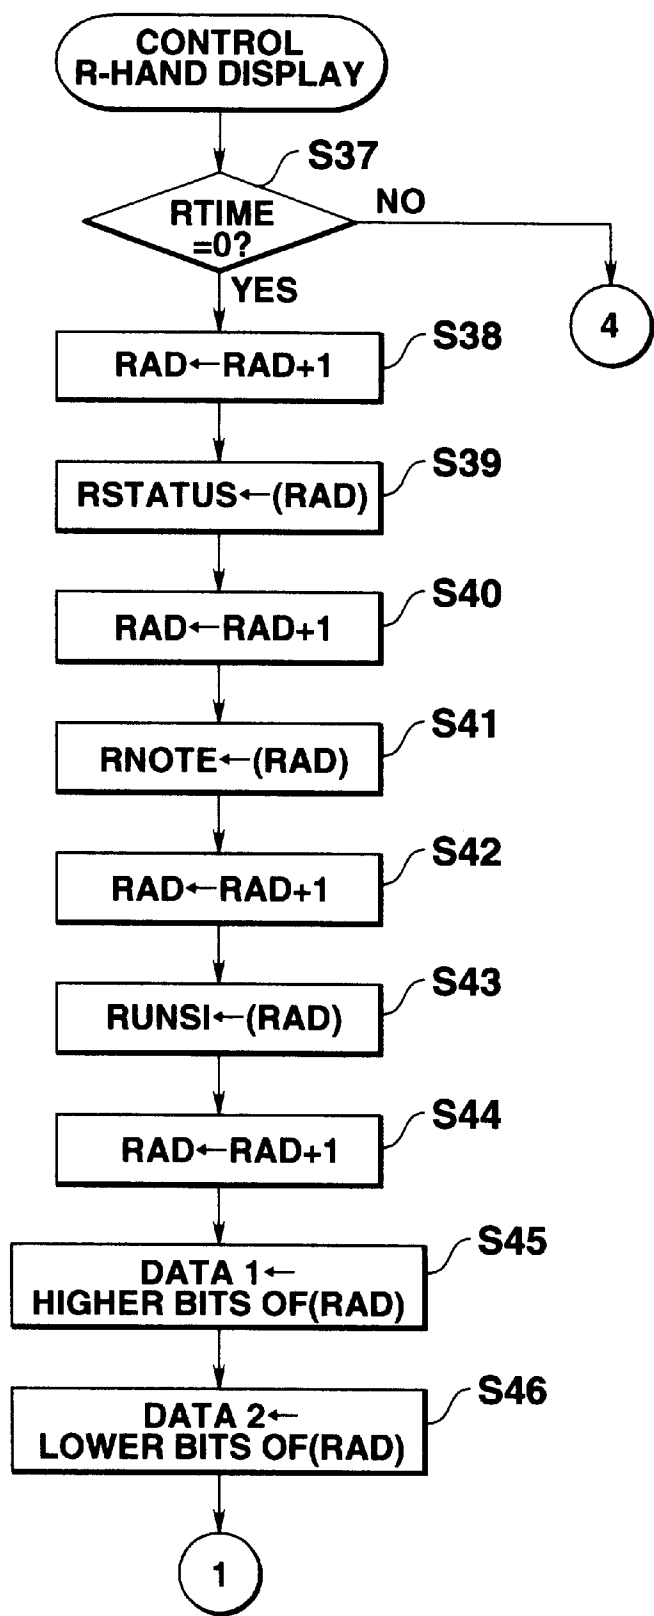 CONTROL
R-HAND DISPLAY
S37
RTIME
=0?
NO
YES
4
S38
RAD←RAD+1
S39
RSTATUS←(RAD)
S40
RAD←RAD+1
S41
RNOTE←(RAD)
S42
RAD←RAD+1
S43
RUNSI←(RAD)
S44
RAD←RAD+1
S45
DATA 1←
HIGHER BITS OF(RAD)
S46
DATA 2←
LOWER BITS OF(RAD)
1